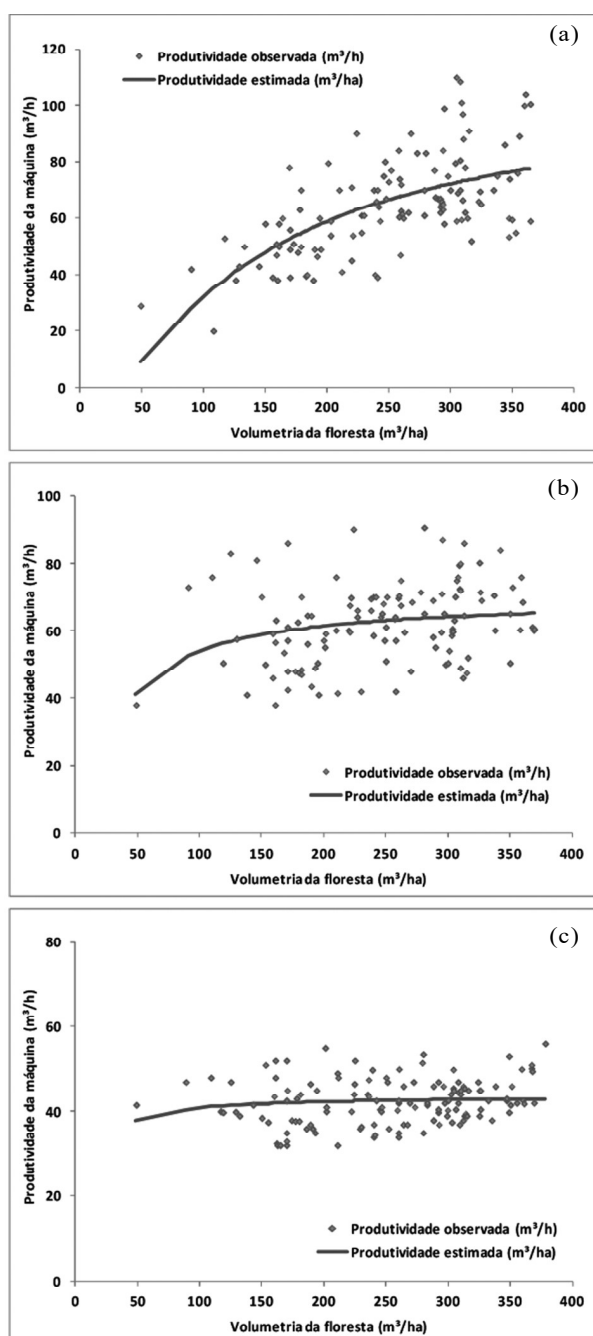 (a)
Produtividade observada (m³/h)
Produtividade estimada (m³/ha)
Produtividade da máquina (m³/h)
120
100
80
60
40
20
0
0 50 100 150 200 250 300 350 400
Volumetria da floresta (m³/ha)
(b)
Produtividade da máquina (m³/h)
100
80
60
40
20
0
Produtividade observada (m³/h)
Produtividade estimada (m³/ha)
0 50 100 150 200 250 300 350 400
Volumetria da floresta (m³/ha)
(c)
Produtividade da máquina (m³/h)
80
60
40
20
0
Produtividade observada (m³/h)
Produtividade estimada (m³/ha)
0 50 100 150 200 250 300 350 400
Volumetria da floresta (m³/ha)